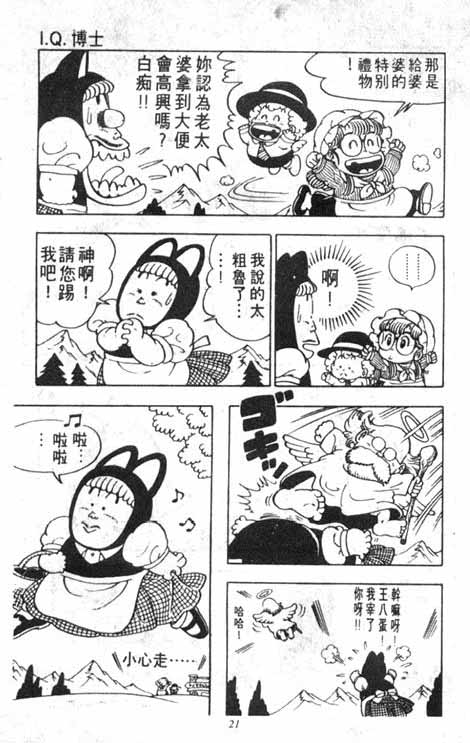 I.Q. 博士
那是
給婆
婆的
特別
禮物
！
妳認為老太
婆拿到大便
會高興嗎？
白痴!!
⋯⋯
啊！
我說的太
粗魯了⋯
⋯！
神啊！
請您踢
我吧！
ゴキッ
幹嘛呀！
王八蛋！
我宰了
你呀!!
哈哈！
啦⋯
⋯啦啦
⋯
小心走⋯⋯
21